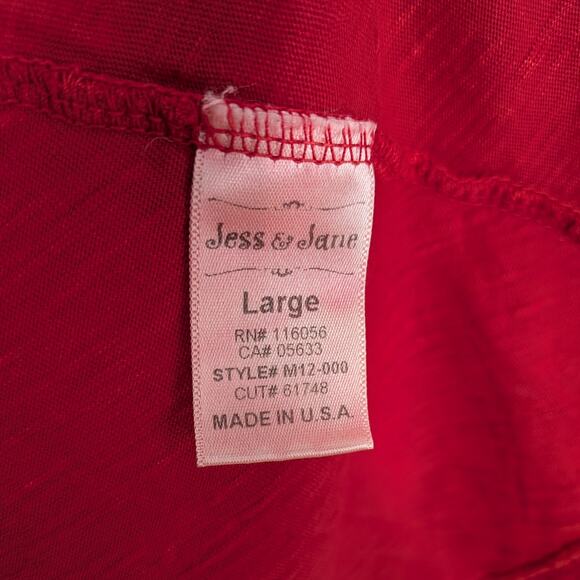 Jess & Jane
Large
RN# 116056
CA# 05633
STYLE# M12-000
CUT# 61748
MADE IN U.S.A.